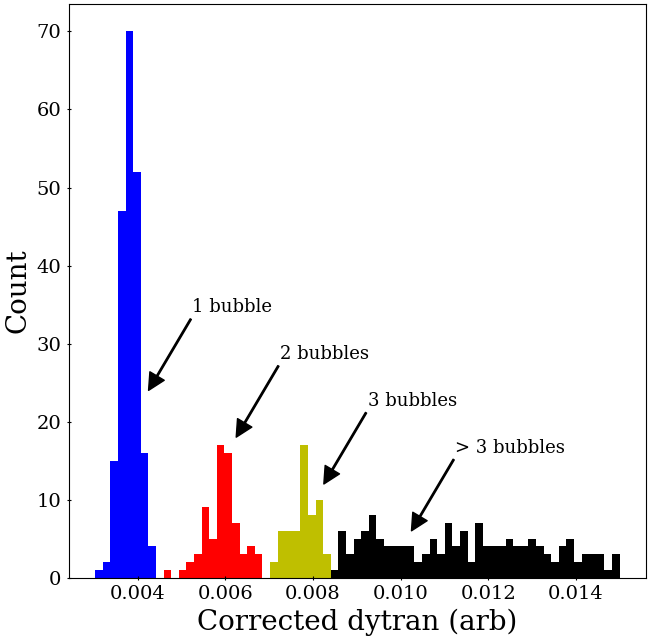 70
60
50
40
30
20
10
0
Count
1 bubble
2 bubbles
3 bubbles
> 3 bubbles
0.004 0.006 0.008 0.010 0.012 0.014
Corrected dytran (arb)